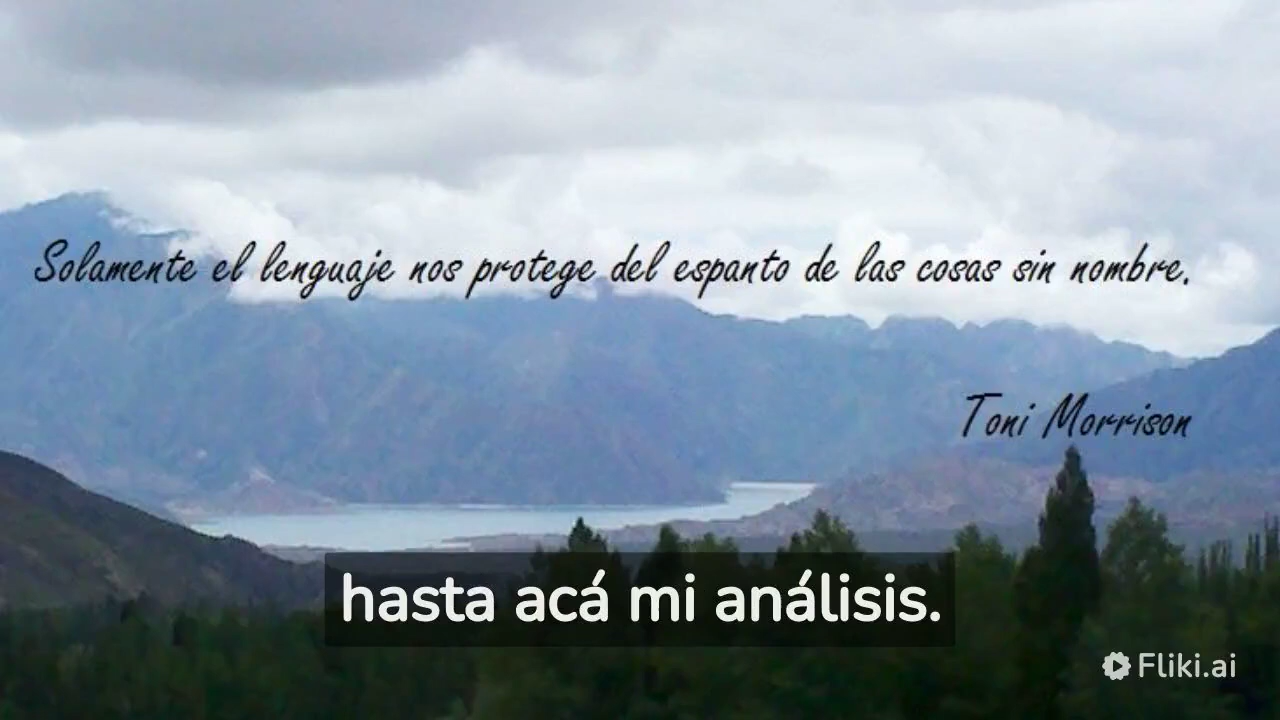 Solamente el lenguaje nos protege del espanto de las cosas sin nombre.
Toni Morrison
hasta acá mi análisis.
Fliki.ai